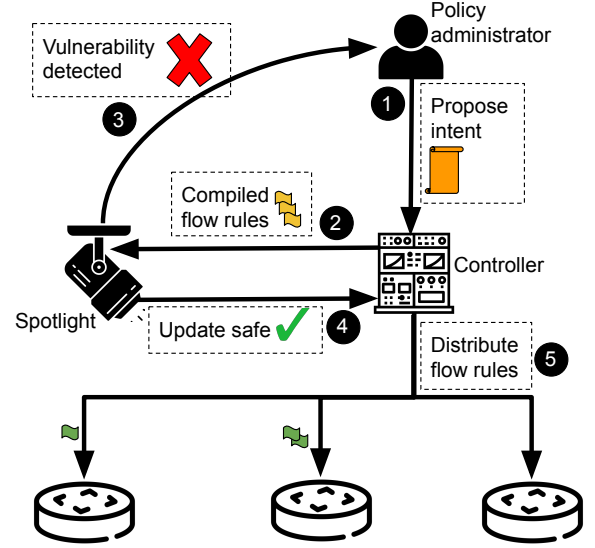 Policy
administrator
Vulnerability
detected
3
1
Propose
intent
Compiled
flow rules
2
Controller
Spotlight
Update safe
4
Distribute
flow rules
5